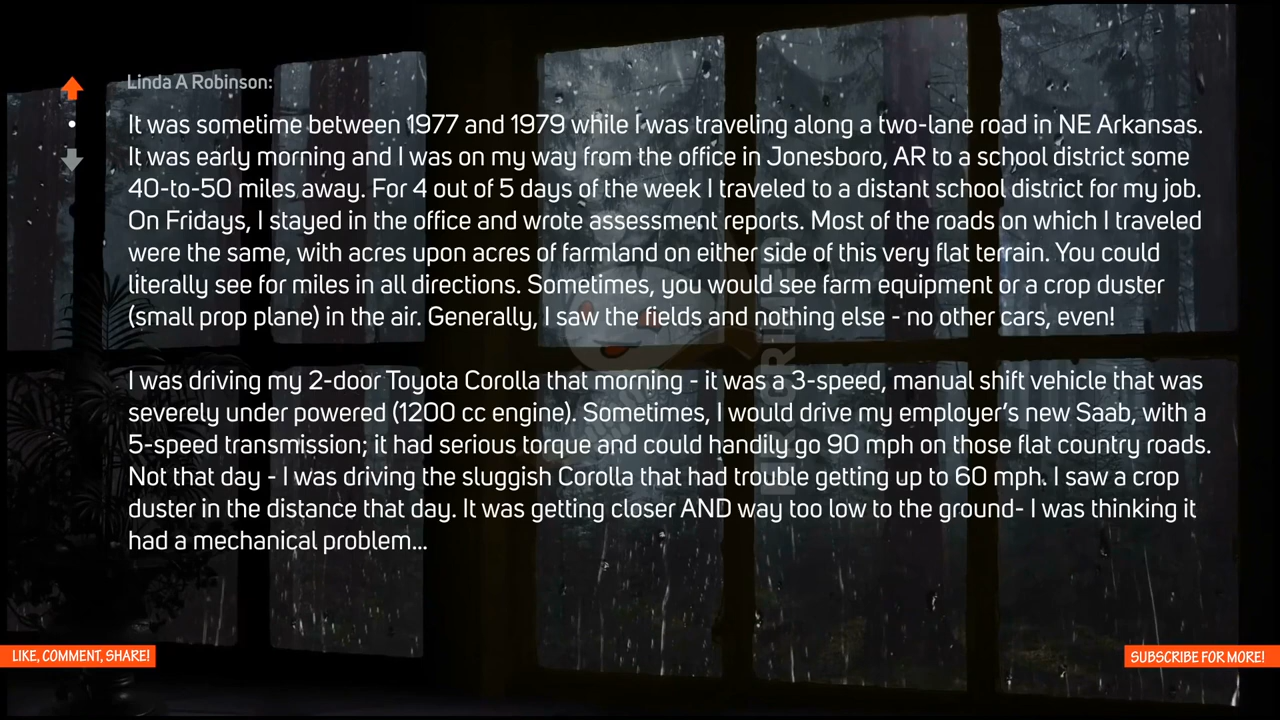 Linda A Robinson:
It was sometime between 1977 and 1979 while I was traveling along a two-lane road in NE Arkansas.
It was early morning and I was on my way from the office in Jonesboro, AR to a school district some
40-to-50 miles away. For 4 out of 5 days of the week I traveled to a distant school district for my job.
On Fridays, I stayed in the office and wrote assessment reports. Most of the roads on which I traveled
were the same, with acres upon acres of farmland on either side of this very flat terrain. You could
literally see for miles in all directions. Sometimes, you would see farm equipment or a crop duster
(small prop plane) in the air. Generally, I saw the fields and nothing else - no other cars, even!
I was driving my 2-door Toyota Corolla that morning - it was a 3-speed, manual shift vehicle that was
severely under powered (1200 cc engine). Sometimes, I would drive my employer's new Saab, with a
5-speed transmission; it had serious torque and could handily go 90 mph on those flat country roads.
Not that day - I was driving the sluggish Corolla that had trouble getting up to 60 mph. I saw a crop
duster in the distance that day. It was getting closer AND way too low to the ground- I was thinking it
had a mechanical problem...
LIKE, COMMENT, SHARE!
SUBSCRIBE FOR MORE!